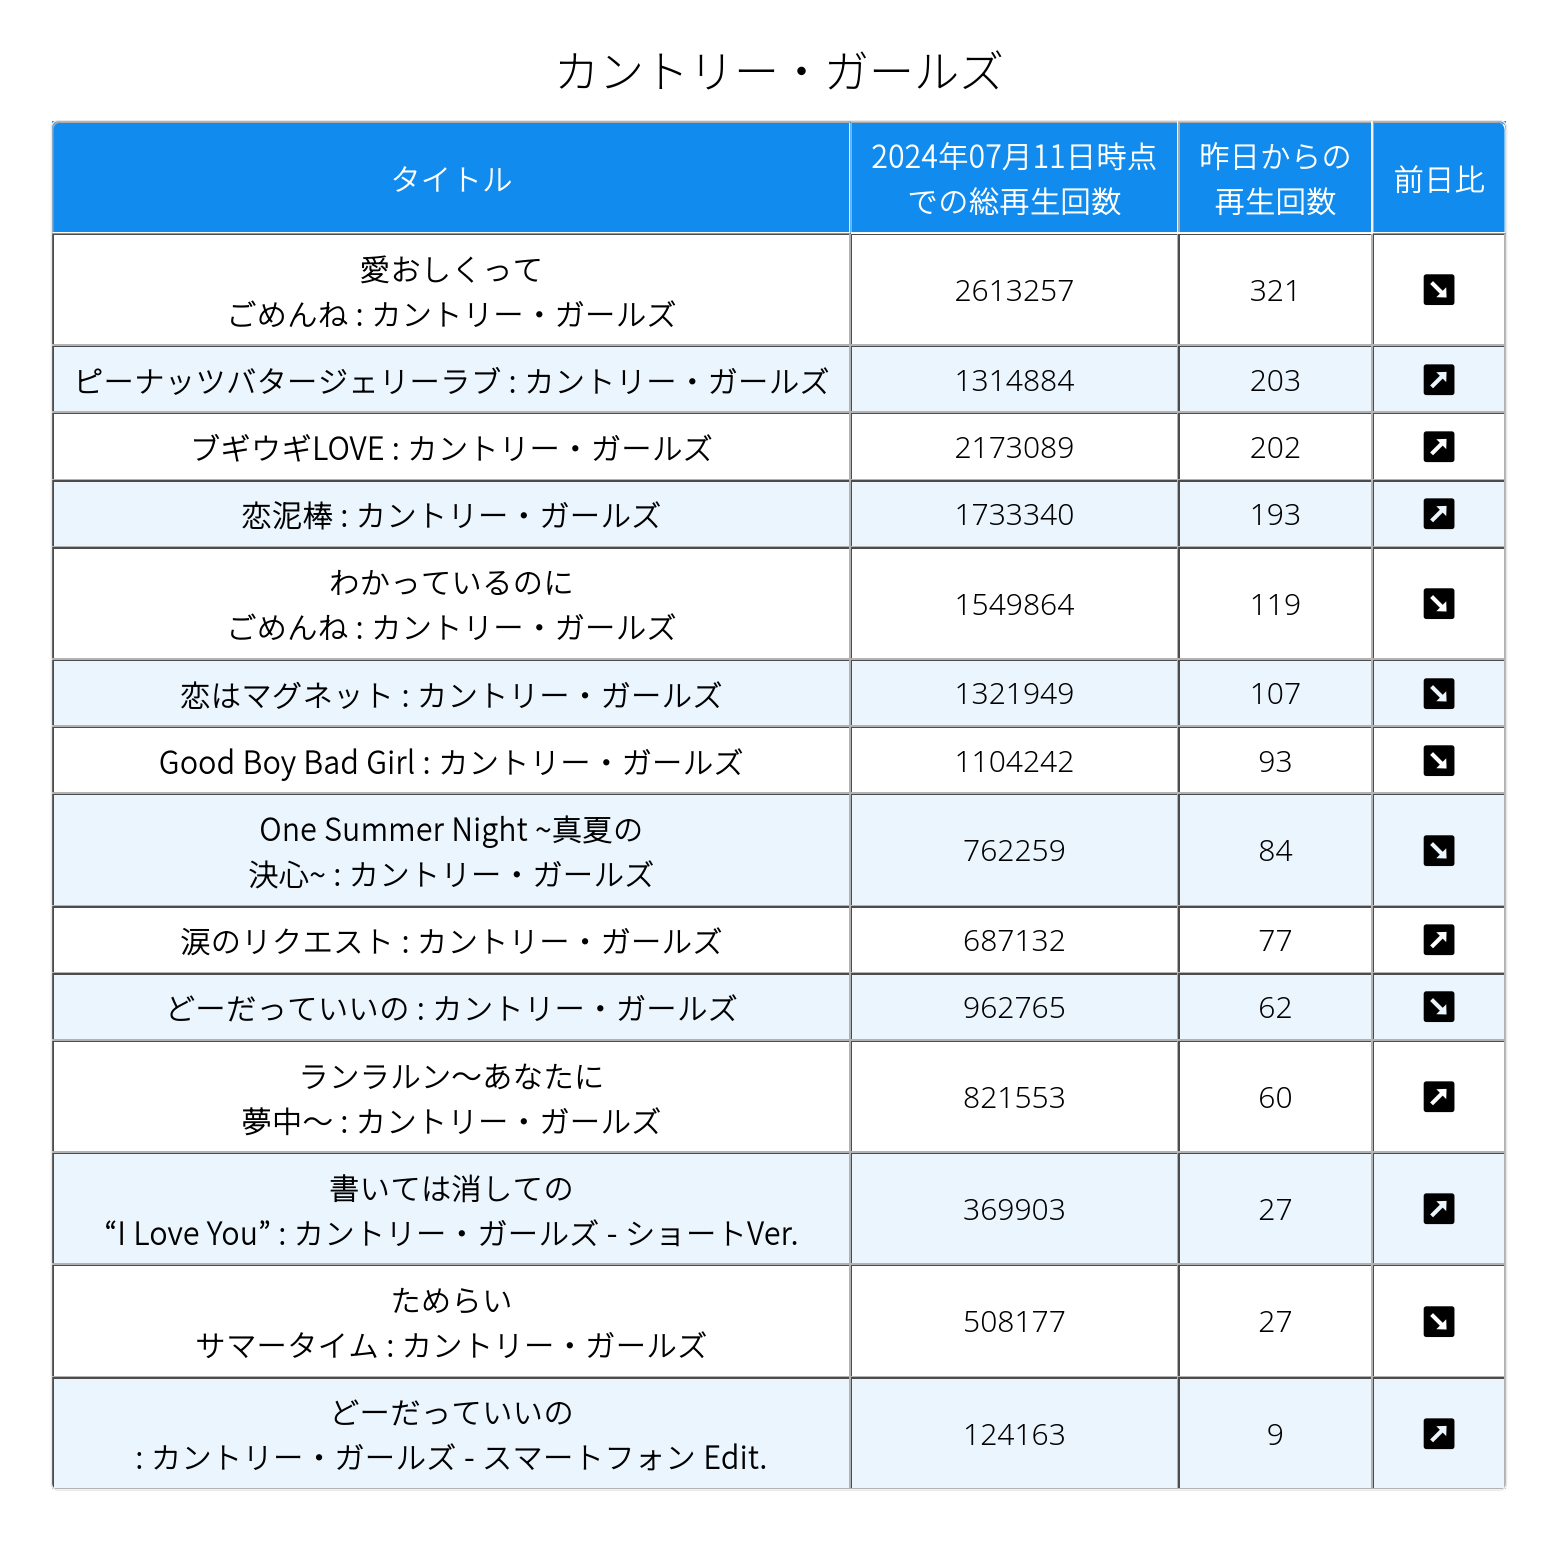 カントリー・ガールズ
タイトル
2024年07月11日時点
での総再生回数
昨日からの
再生回数
前日比
愛おしくって
ごめんね : カントリー・ガールズ
2613257
321
ピーナッツバタージェリーラブ : カントリー・ガールズ
1314884
203
ブギウギLOVE : カントリー・ガールズ
2173089
202
恋泥棒 : カントリー・ガールズ
1733340
193
わかっているのに
ごめんね : カントリー・ガールズ
1549864
119
恋はマグネット : カントリー・ガールズ
1321949
107
Good Boy Bad Girl : カントリー・ガールズ
1104242
93
One Summer Night ~真夏の
決心~ : カントリー・ガールズ
762259
84
涙のリクエスト : カントリー・ガールズ
687132
77
どーだっていいの : カントリー・ガールズ
962765
62
ランラルン～あなたに
夢中～ : カントリー・ガールズ
821553
60
書いては消しての
“I Love You” : カントリー・ガールズ - ショートVer.
369903
27
ためらい
サマータイム : カントリー・ガールズ
508177
27
どーだっていいの
: カントリー・ガールズ - スマートフォン Edit.
124163
9